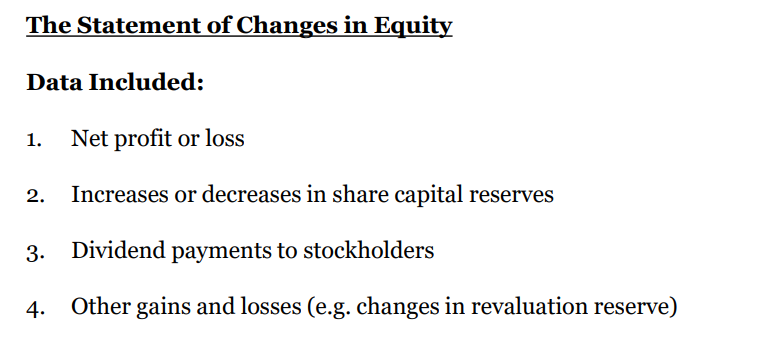 The Statement of Changes in Equity
Data Included:
1. Net profit or loss
2. Increases or decreases in share capital reserves
3. Dividend payments to stockholders
4. Other gains and losses (e.g. changes in revaluation reserve)